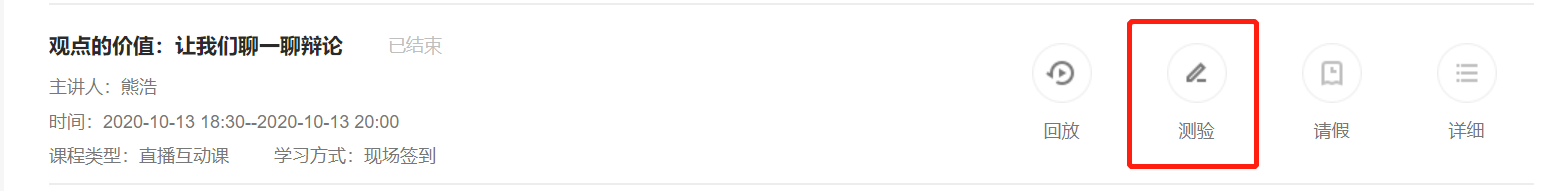 观点的价值：让我们聊一聊辩论 已结束
主讲人：熊浩
时间：2020-10-13 18:30--2020-10-13 20:00
课程类型：直播互动课 学习方式：现场签到
回放 测验 请假 详细